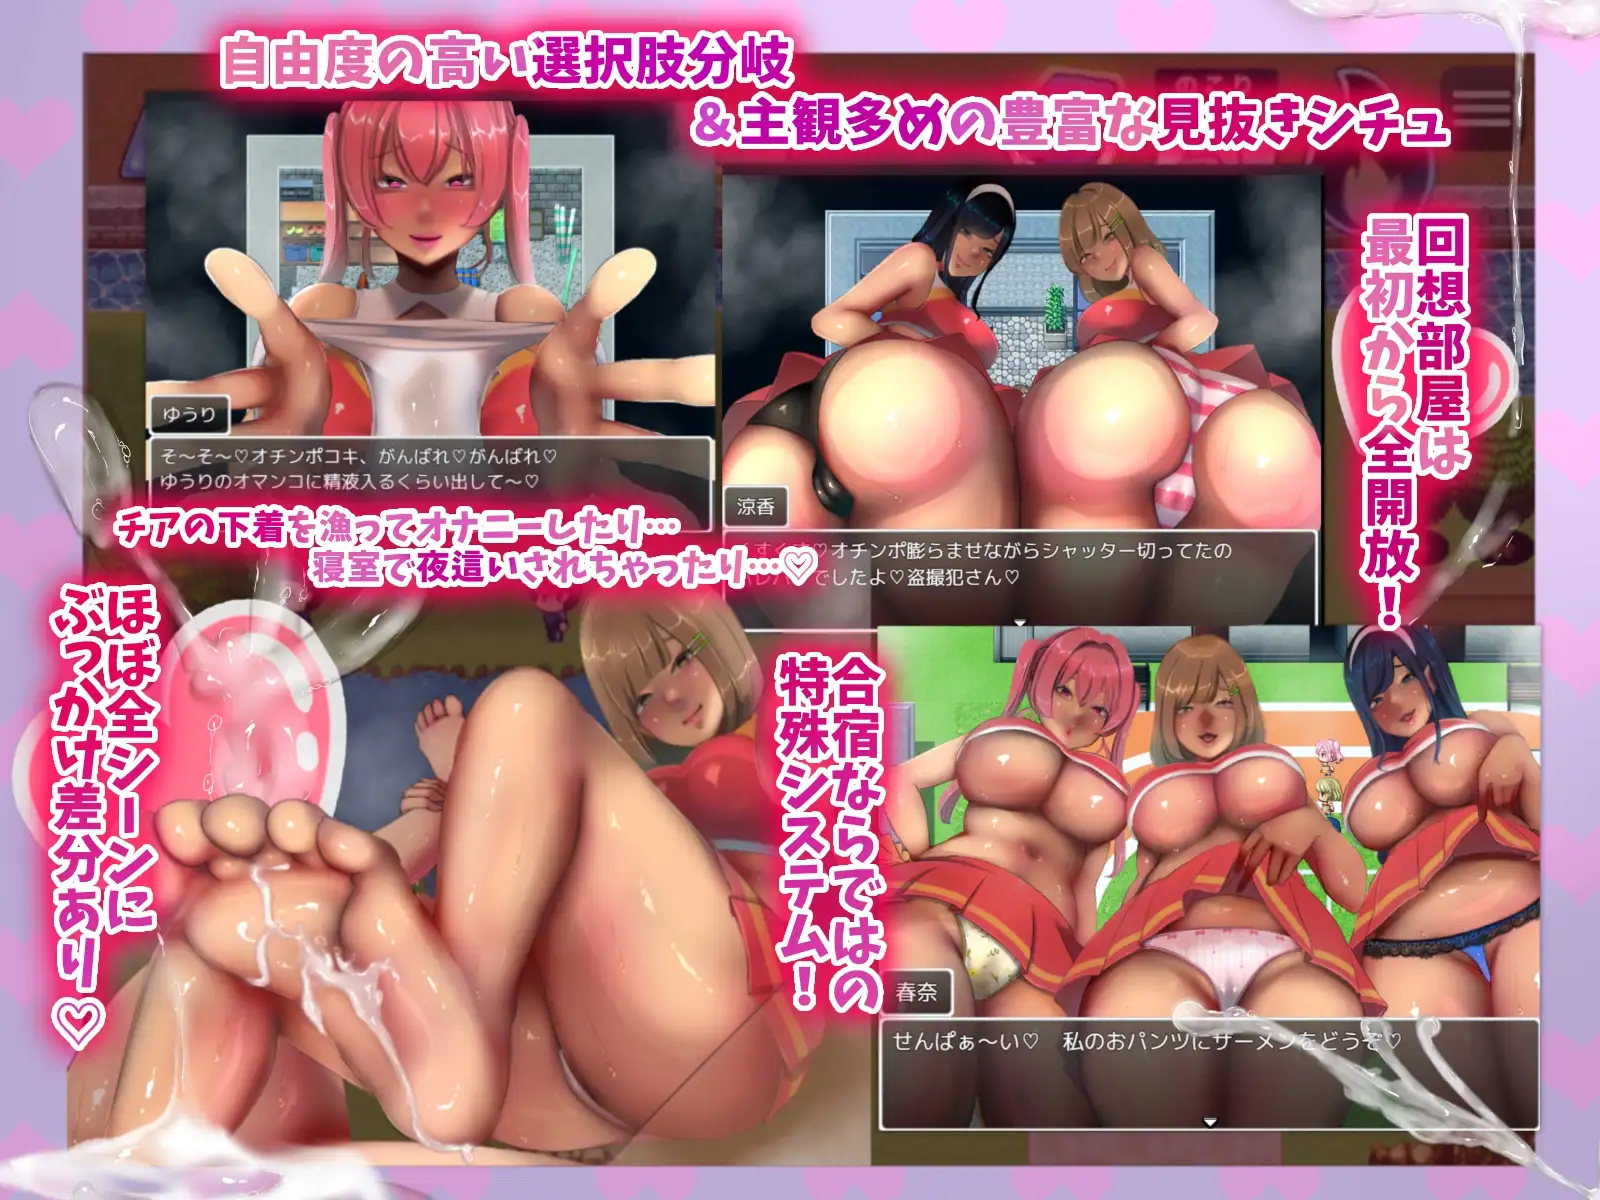 自由度の高い選択肢分岐
&主観多めの豊富な見抜きシチュ
回想部屋は
最初から全開放！
ゆうり
そ～そ～♡オチンポコキ、がんばれ♡がんばれ♡
ゆうりのオマンコに精液入るくらい出して～♡
涼香
♡オチンポ膨らませながらシャッター切ってたの
でしたよ♡盗撮犯さん♡
チアの下着を漁ってオナニーしたり…
寝室で夜這いされちゃったり…♡
ほぼ全シーンに
ぶっかけ差分あり♡
合宿ならではの
特殊システム！
春奈
せんぱぁ～い♡　私のおパンツにザーメンをどうぞ♡